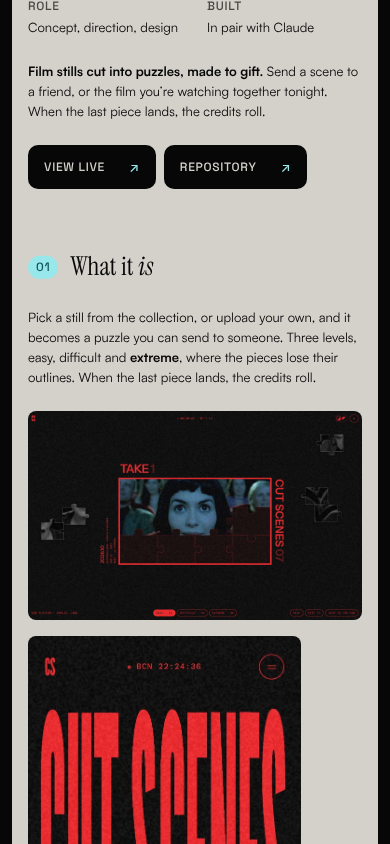 ROLE BUILT
Concept, direction, design In pair with Claude
Film stills cut into puzzles, made to gift. Send a scene to
a friend, or the film you're watching together tonight.
When the last piece lands, the credits roll.
VIEW LIVE REPOSITORY
01 What it is
Pick a still from the collection, or upload your own, and it
becomes a puzzle you can send to someone. Three levels,
easy, difficult and extreme, where the pieces lose their
outlines. When the last piece lands, the credits roll.
TAKE 1
CUT SCENES 07
CS BCN 22:24:36
CUT SCENES